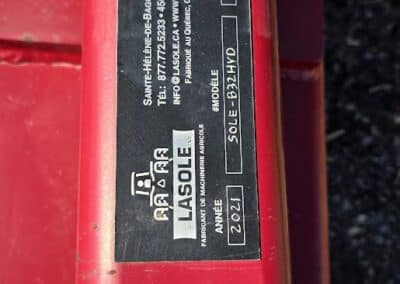 LASOLE
FABRICANT DE MACHINERIE AGRICOLE
SAINTE-HÉLÈNE-DE-BAG
TÉL: 877.772.5233 • 45
INFO@LASOLE.CA • WWW
FABRIQUÉ AU QUÉBEC, C
ANNÉE
2021
#MODÈLE
SOLE-B32HYD